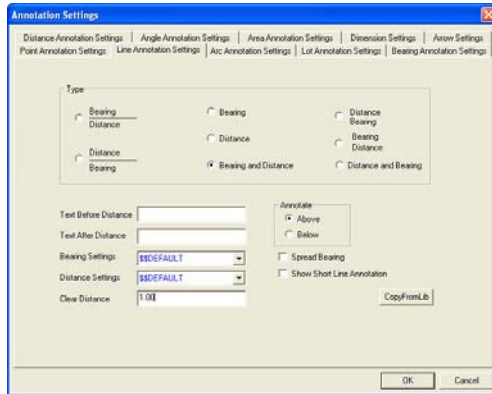 Annotation Settings
Distance Annotation Settings Angle Annotation Settings Area Annotation Settings Dimension Settings Arrow Settings
Point Annotation Settings Line Annotation Settings Arc Annotation Settings Lot Annotation Settings Bearing Annotation Settings
Type
Bearing
Distance
Bearing
Distance
Bearing
Distance
Bearing
Distance
Distance
Bearing
Bearing and Distance
Distance and Bearing
Text Before Distance
Text After Distance
Bearing Settings $$DEFAULT
Distance Settings $$DEFAULT
Clear Distance 1.00
Annotate
Above
Below
Spread Bearing
Show Short Line Annotation
CopyFromLib
OK Cancel